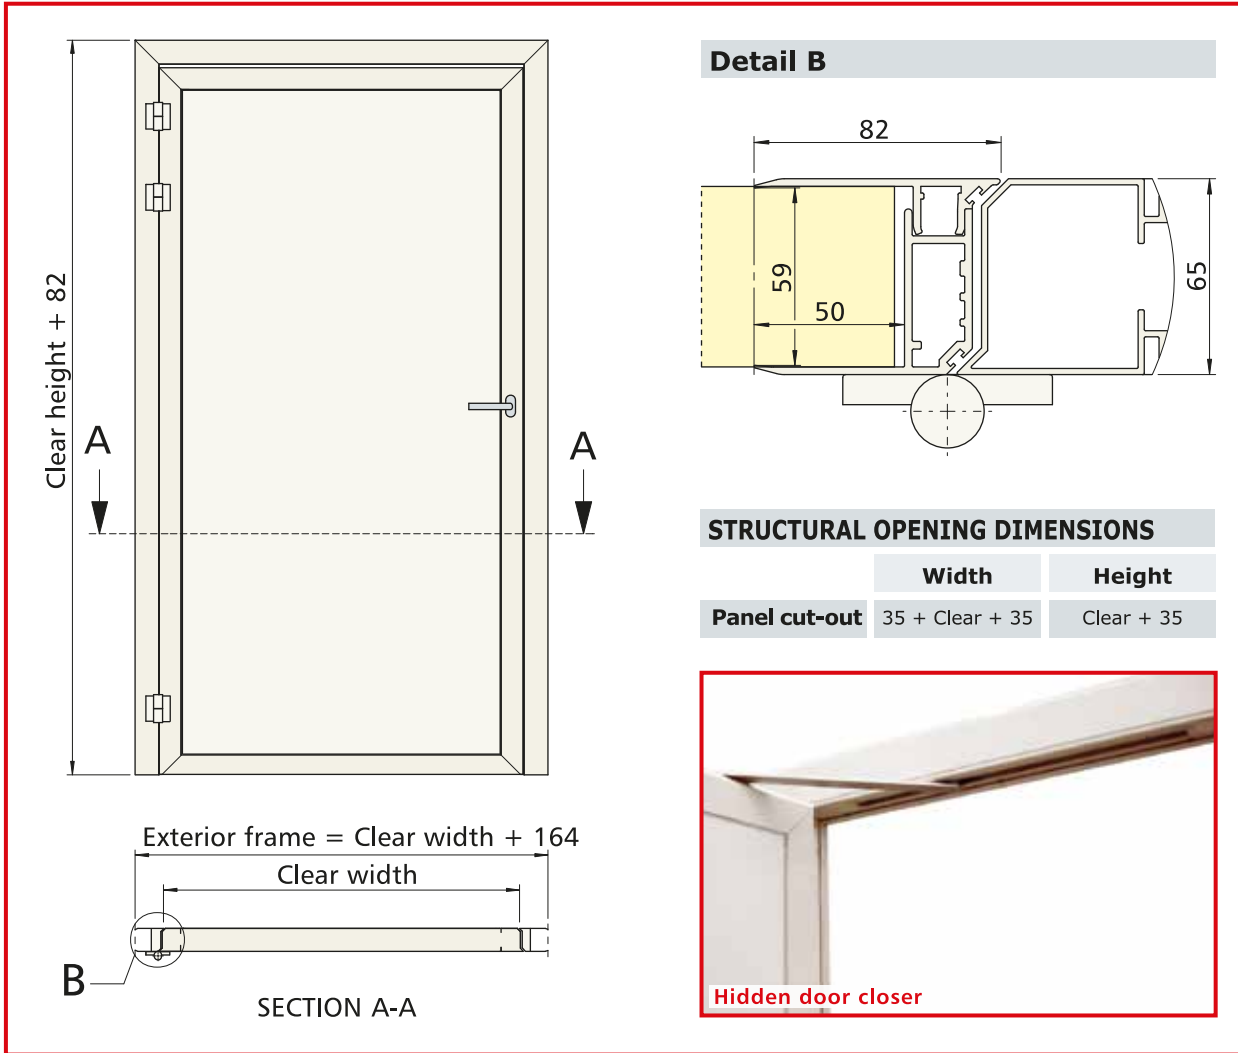 Clear height + 82
A
A
Exterior frame = Clear width + 164
Clear width
B
SECTION A-A
Detail B
82
59
50
65
STRUCTURAL OPENING DIMENSIONS
Width Height
Panel cut-out 35 + Clear + 35 Clear + 35
Hidden door closer